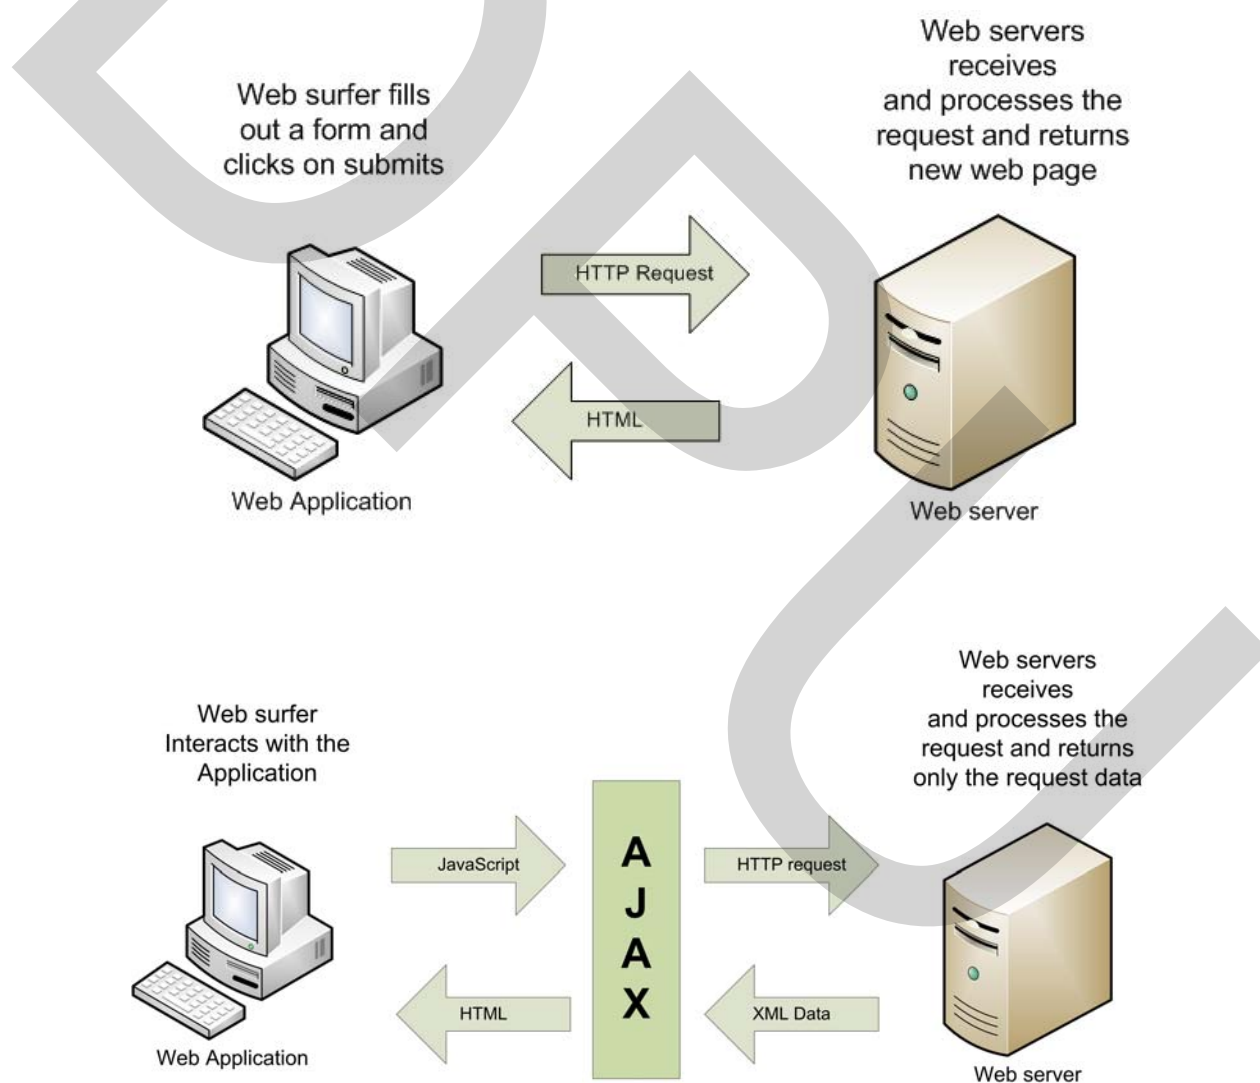 Web surfer fills
out a form and
clicks on submits
Web servers
receives
and processes the
request and returns
new web page
HTTP Request
HTML
Web Application
Web server
Web surfer
Interacts with the
Application
Web servers
receives
and processes the
request and returns
only the request data
JavaScript
A
J
A
X
HTTP request
HTML
XML Data
Web Application
Web server
DPU